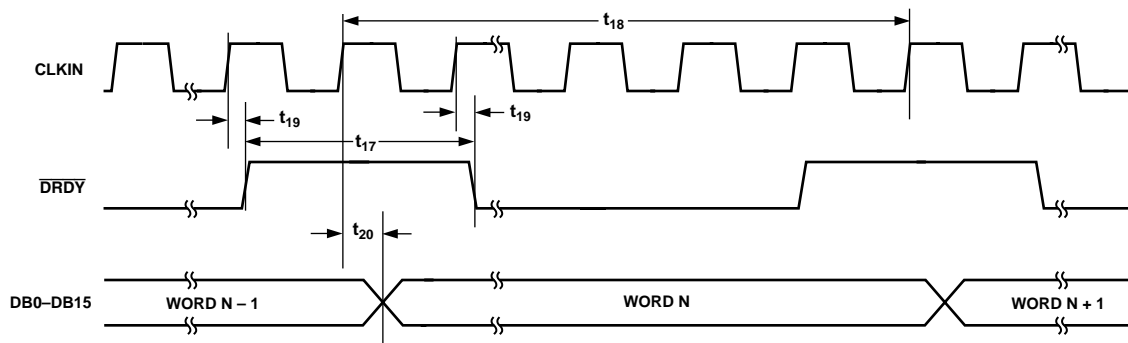 t18
CLKIN
t19
t19
t17
DRDY
t20
DB0–DB15
WORD N – 1
WORD N
WORD N + 1